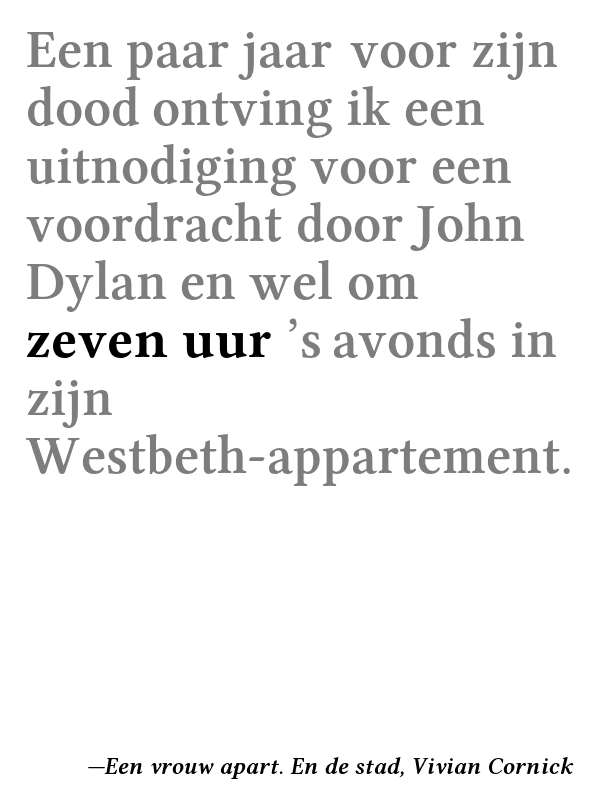 Een paar jaar voor zijn
dood ontving ik een
uitnodiging voor een
voordracht door John
Dylan en wel om
zeven uur ’s avonds in
zijn
Westbeth-appartement.
—Een vrouw apart. En de stad, Vivian Cornick